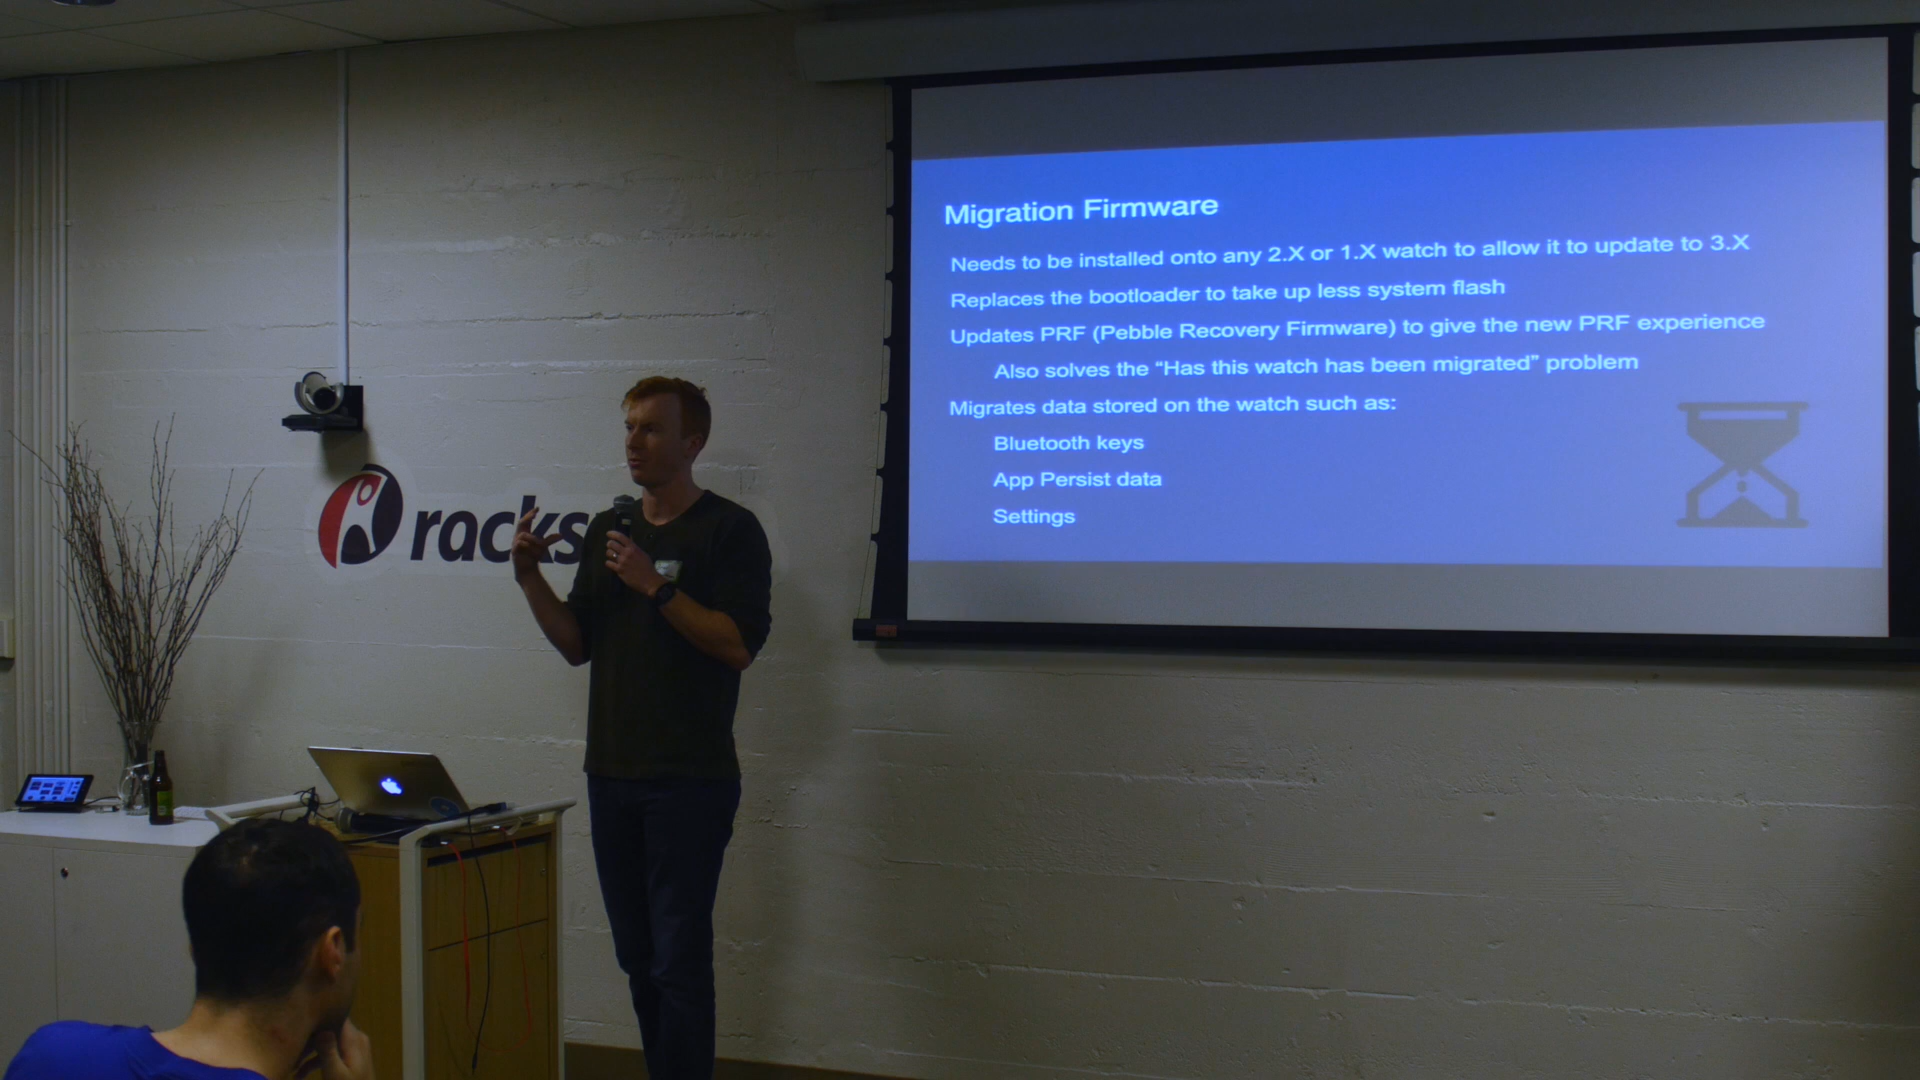 Migration Firmware
Needs to be installed onto any 2.X or 1.X watch to allow it to update to 3.X
Replaces the bootloader to take up less system flash
Updates PRF (Pebble Recovery Firmware) to give the new PRF experience
Also solves the “Has this watch has been migrated” problem
Migrates data stored on the watch such as:
Bluetooth keys
App Persist data
Settings
racks